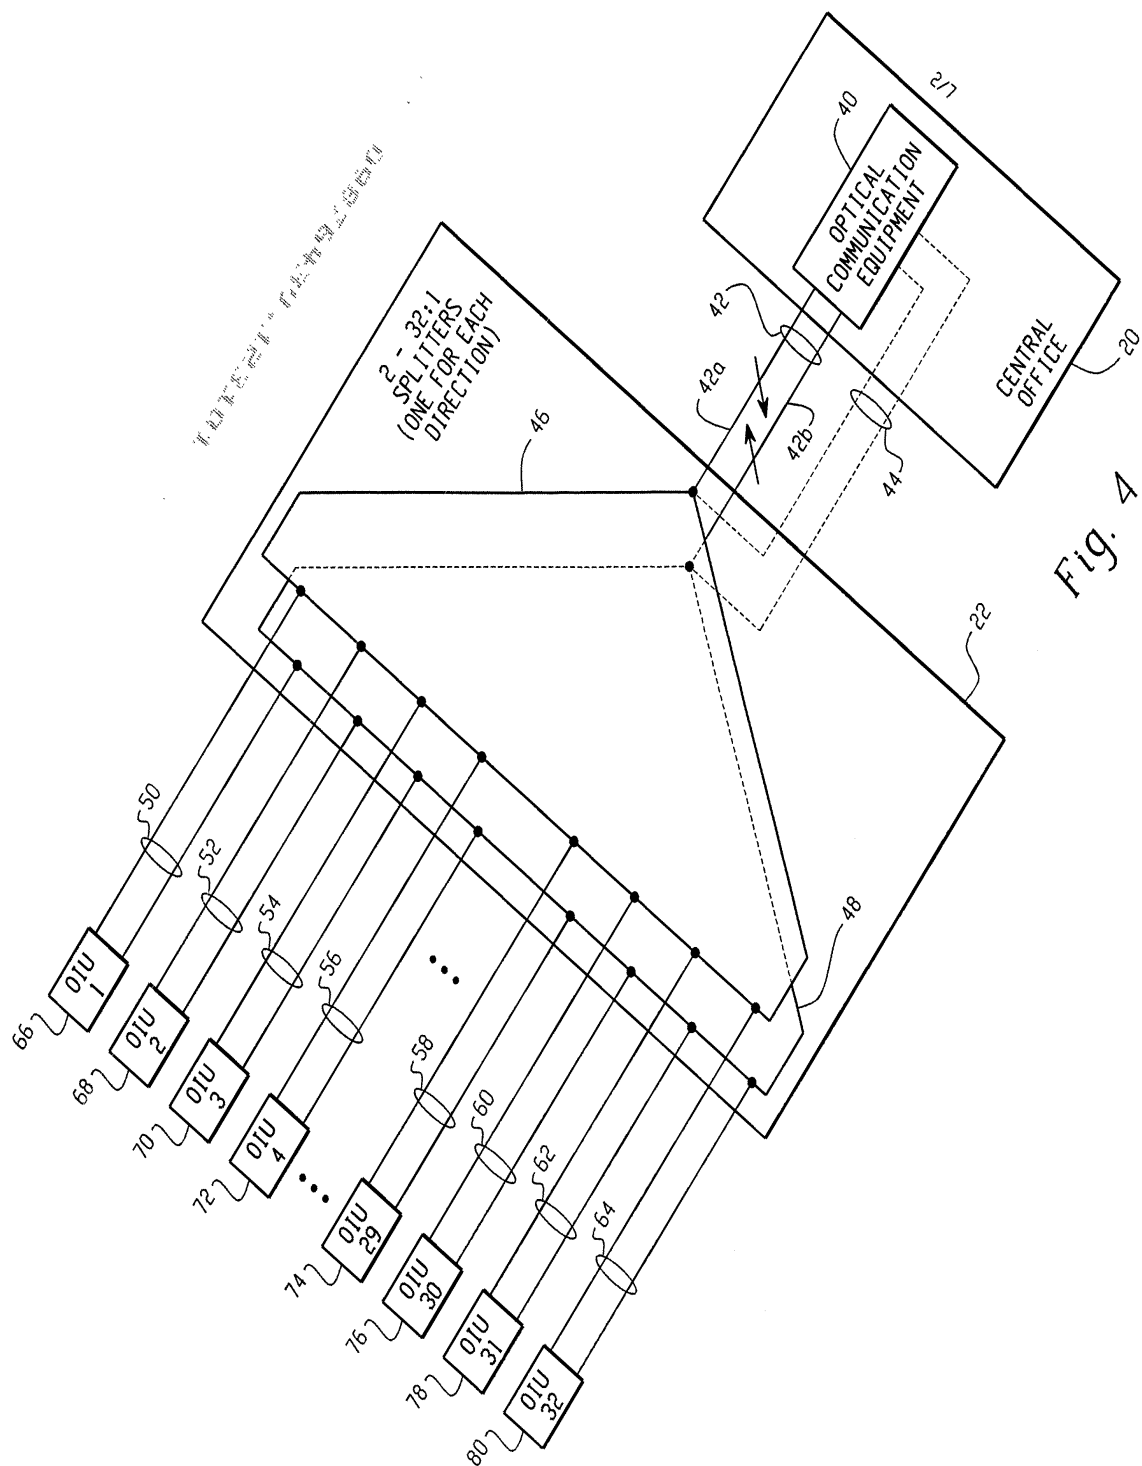 2/7
40
OPTICAL
COMMUNICATION
EQUIPMENT
42
42a
42b
44
CENTRAL
OFFICE
20
2 - 32:1
SPLITTERS
(ONE FOR EACH
DIRECTION)
46
48
22
50
52
54
56
58
60
62
64
OIU
1
66
OIU
2
68
OIU
3
70
OIU
4
72
OIU
29
74
OIU
30
76
OIU
31
78
OIU
32
80
Fig. 4